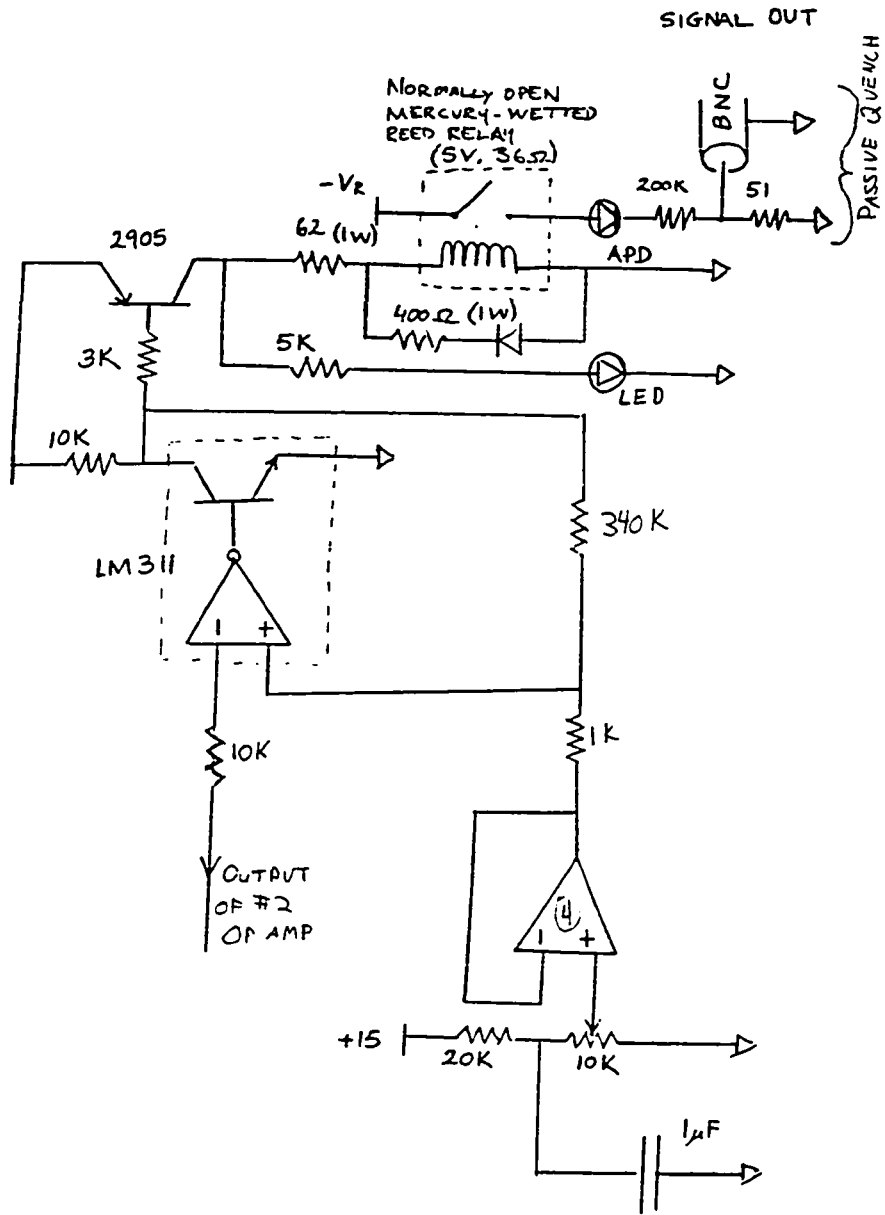 SIGNAL OUT
NORMALLY OPEN
MERCURY-WETTED
REED RELAY
(5V, 36Ω)
BNC
PASSIVE QUENCH
-VR
200K
51
2905
62 (1W)
APD
400Ω (1W)
3K
5K
LED
10K
340K
LM311
-
+
1K
10K
OUTPUT
OF #2
OP AMP
4
-
+
+15
20K
10K
1µF